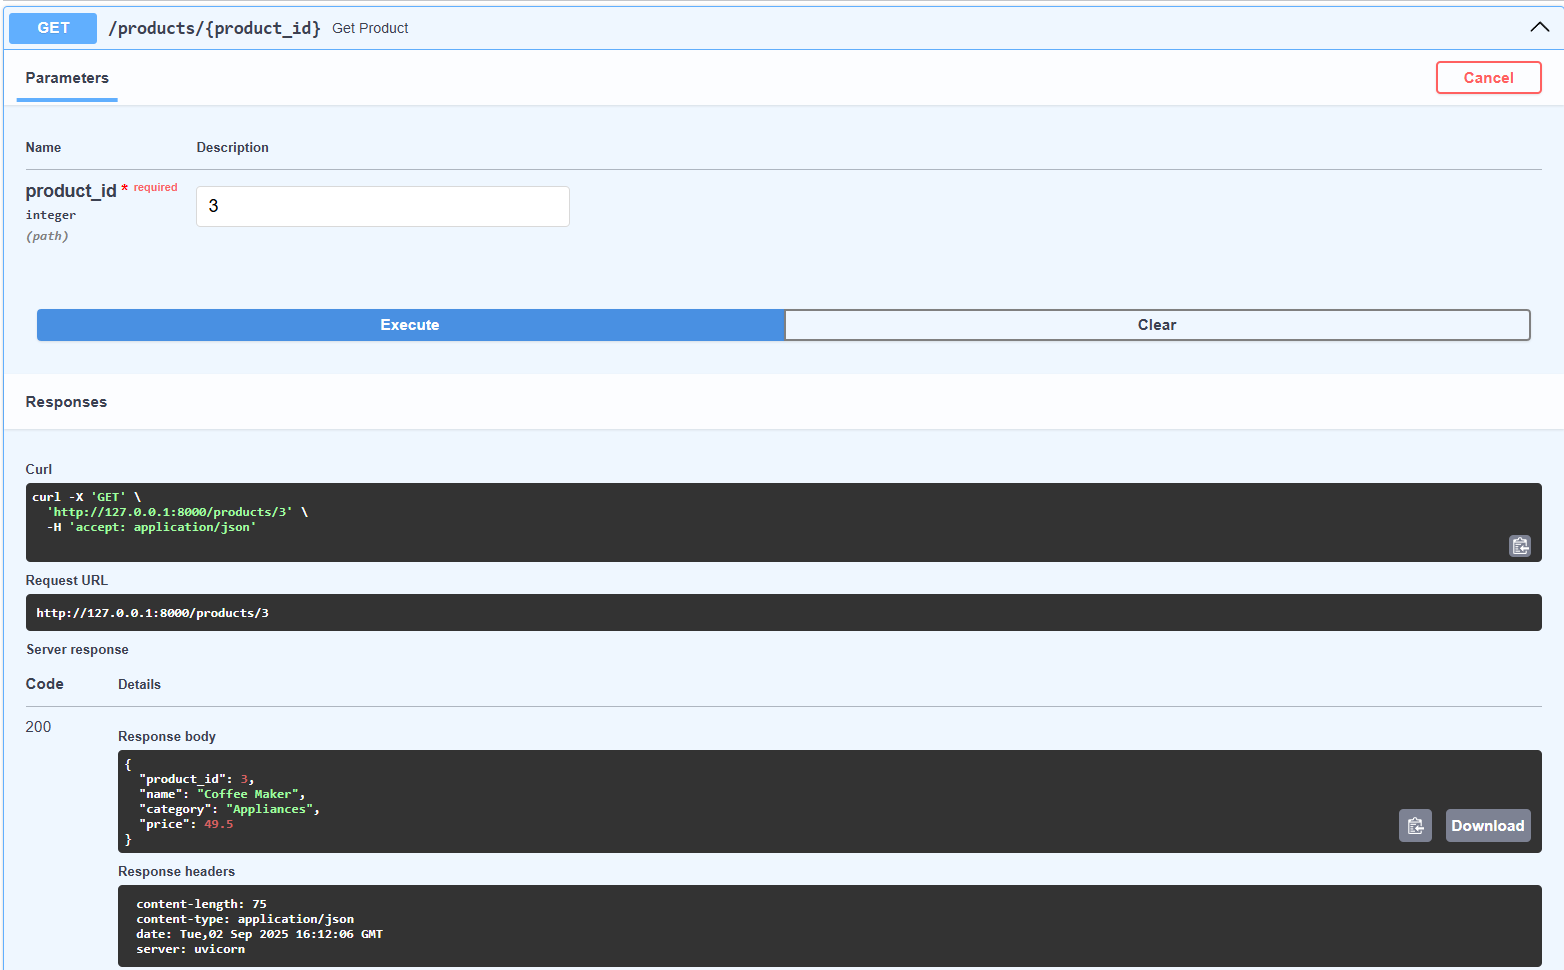 GET /products/{product_id} Get Product
Parameters
Cancel
Name Description
product_id * required
integer
(path)
3
Execute Clear
Responses
Curl
curl -X 'GET' \
  'http://127.0.0.1:8000/products/3' \
  -H 'accept: application/json'
Request URL
http://127.0.0.1:8000/products/3
Server response
Code Details
200
Response body
{
  "product_id": 3,
  "name": "Coffee Maker",
  "category": "Appliances",
  "price": 49.5
}
Download
Response headers
content-length: 75
content-type: application/json
date: Tue,02 Sep 2025 16:12:06 GMT
server: uvicorn